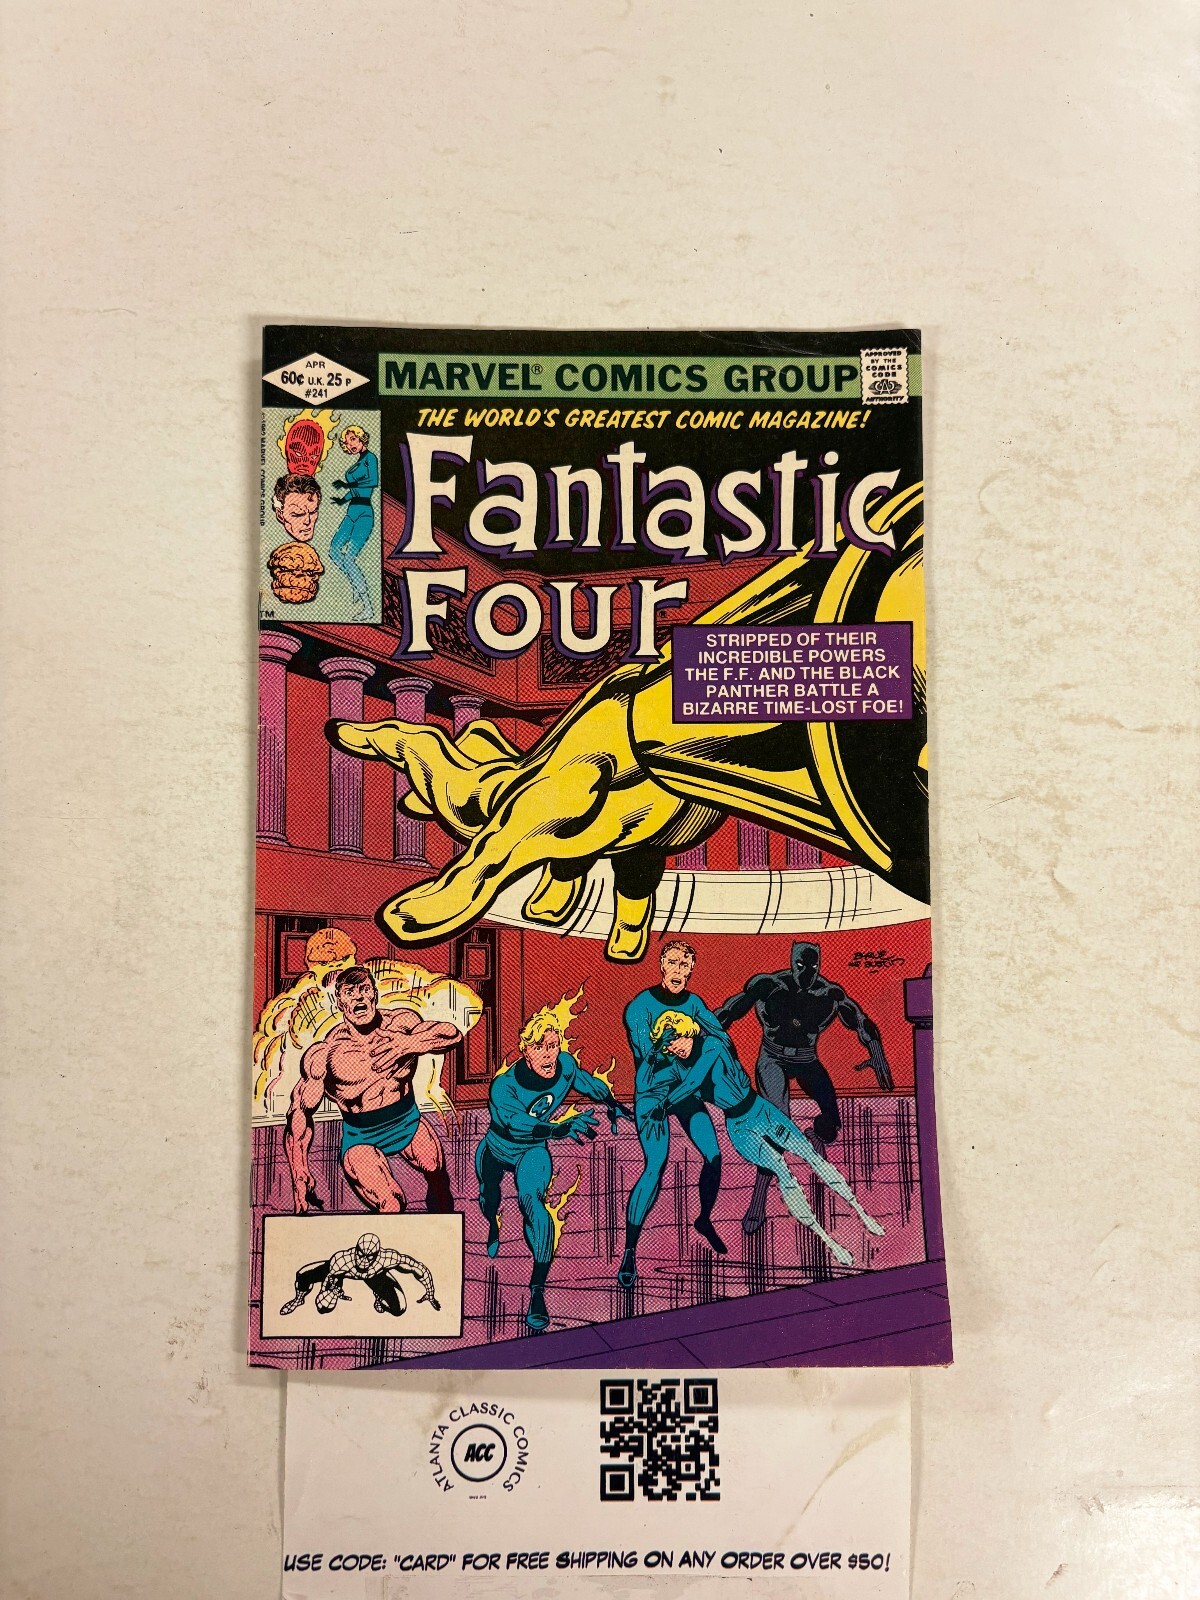 APR
60¢ U.K. 25 P
#241
MARVEL® COMICS GROUP
APPROVED
BY THE
COMICS
CODE
AUTHORITY
THE WORLD'S GREATEST COMIC MAGAZINE!
FANTASTIC
FOUR
TM
STRIPPED OF THEIR
INCREDIBLE POWERS
THE F.F. AND THE BLACK
PANTHER BATTLE A
BIZARRE TIME-LOST FOE!
ATLANTA CLASSIC COMICS
ACC
USE CODE: "CARD" FOR FREE SHIPPING ON ANY ORDER OVER $50!